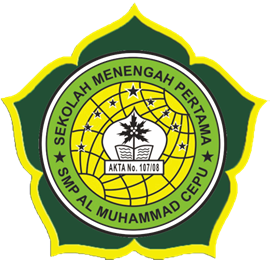 SEKOLAH MENENGAH PERTAMA
AKTA No. 107/08
SMP AL MUHAMMAD CEPU